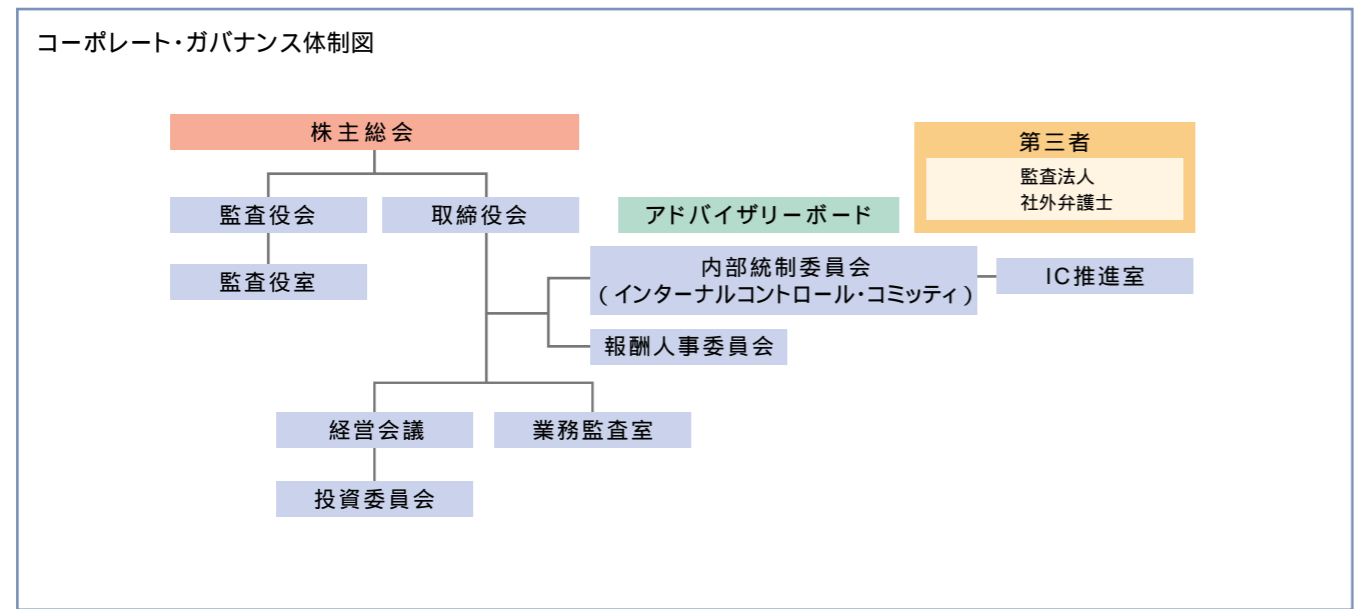 コーポレート・ガバナンス体制図
株主総会
第三者
監査法人
社外弁護士
監査役会
取締役会
アドバイザリーボード
監査役室
内部統制委員会
(インターナルコントロール・コミッティ)
IC推進室
報酬人事委員会
経営会議
業務監査室
投資委員会